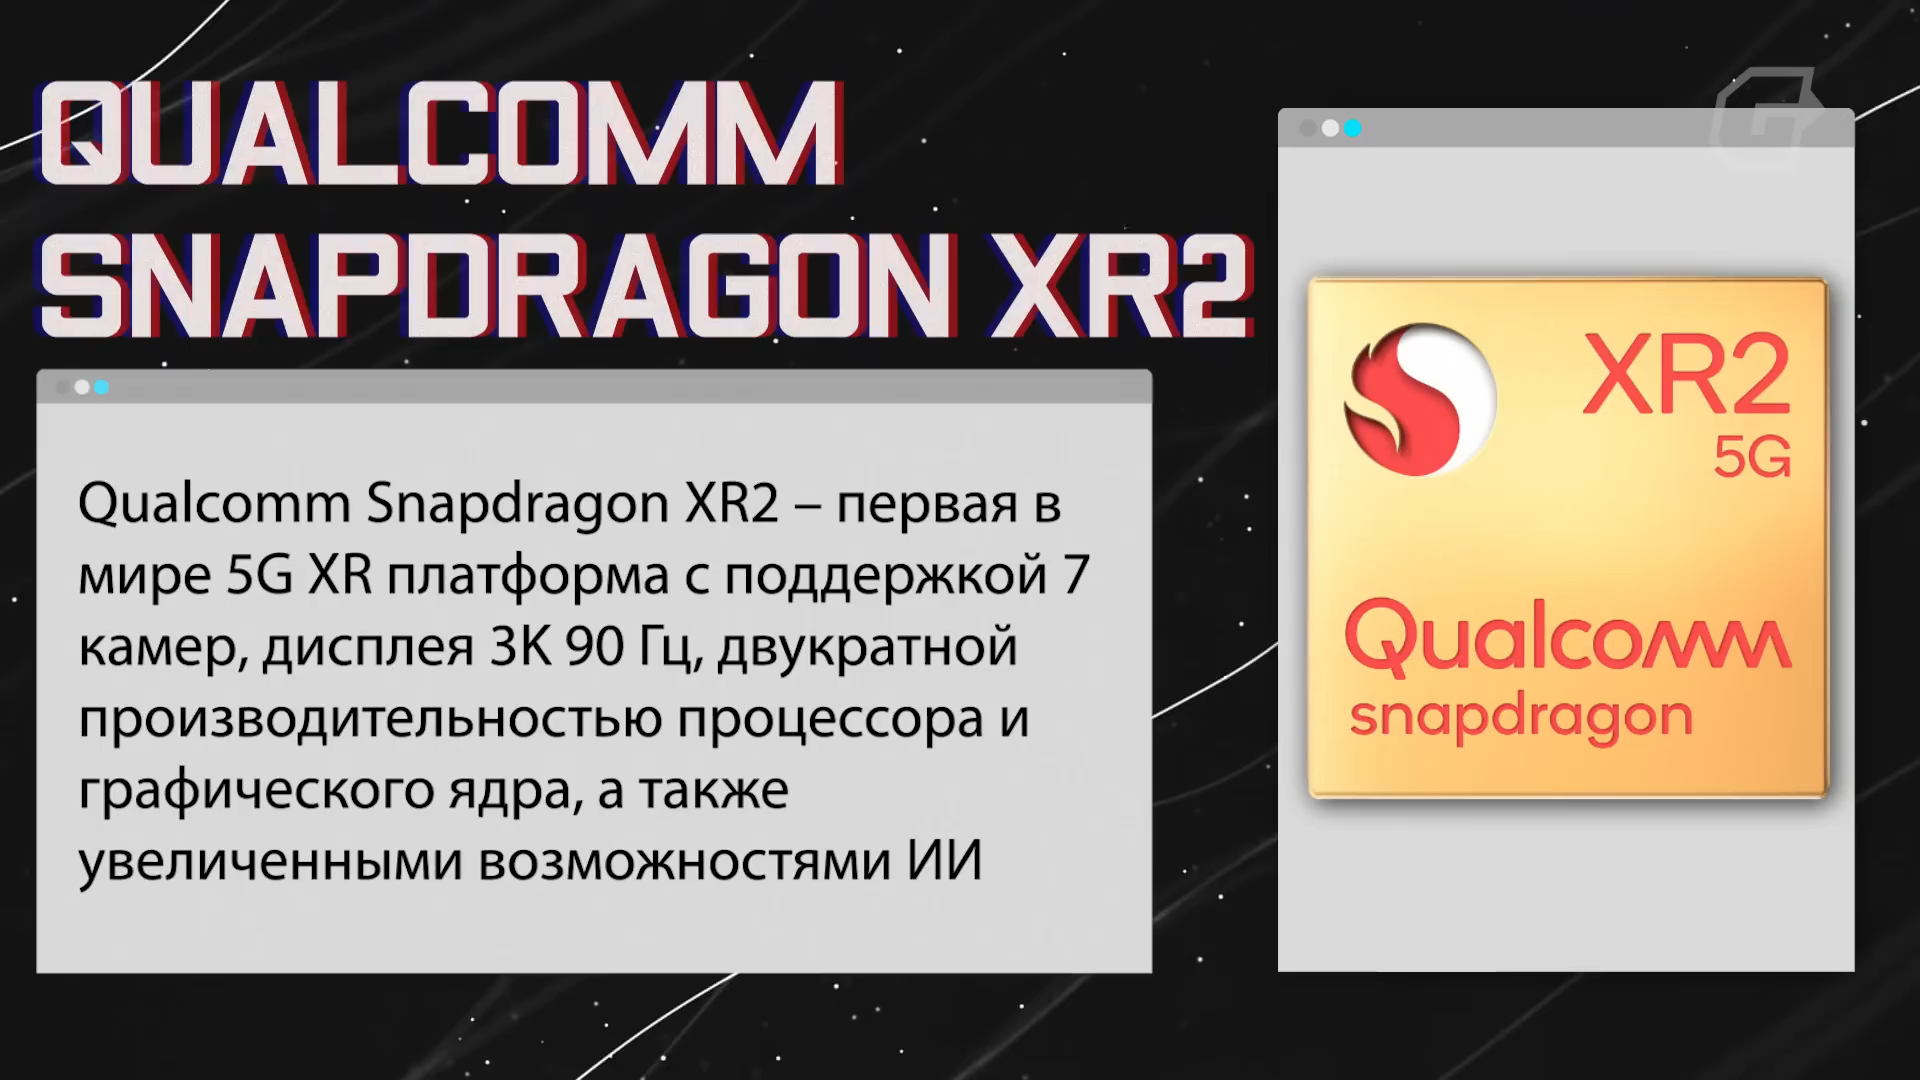 QUALCOMM
SNAPDRAGON XR2
Qualcomm Snapdragon XR2 – первая в
мире 5G XR платформа с поддержкой 7
камер, дисплея 3K 90 Гц, двукратной
производительностью процессора и
графического ядра, а также
увеличенными возможностями ИИ
XR2
5G
Qualcomm
snapdragon